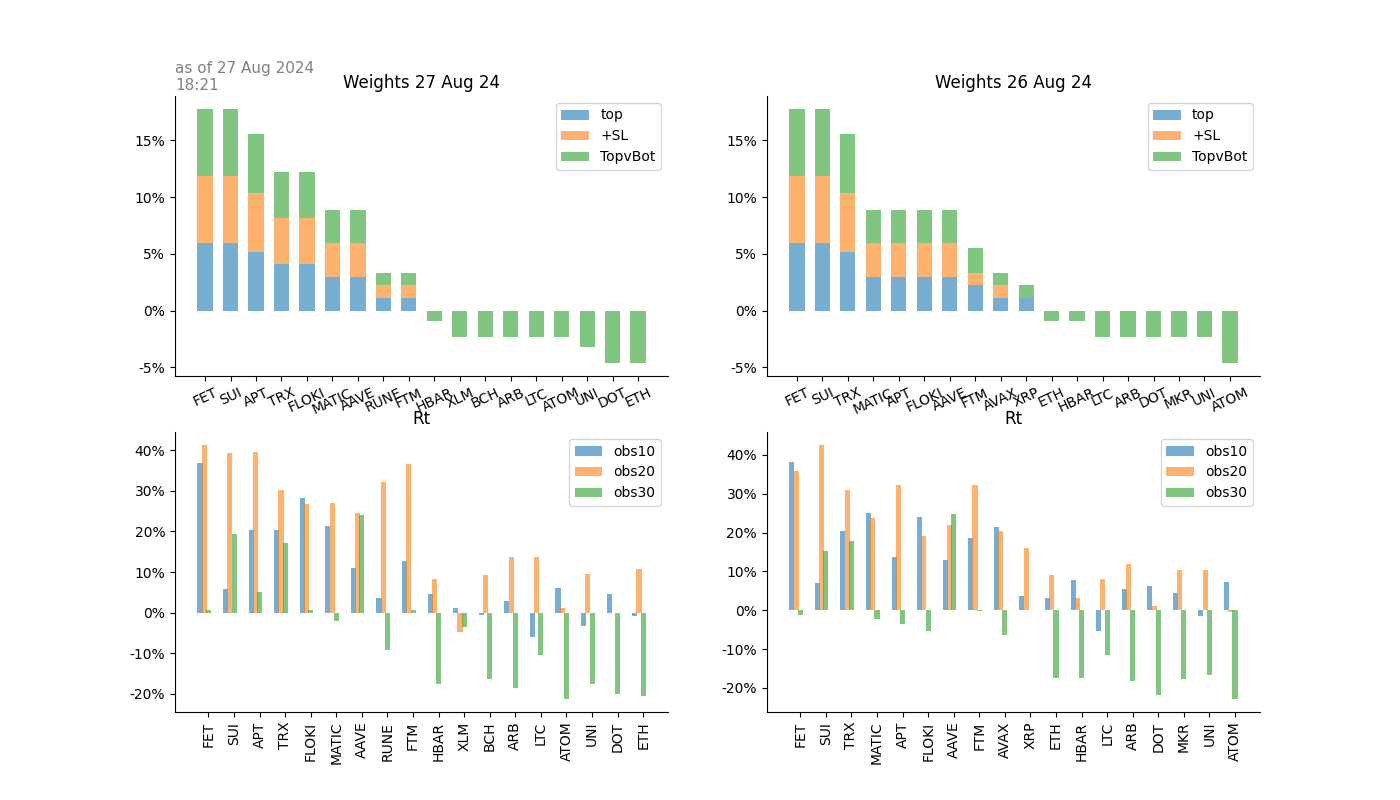 as of 27 Aug 2024
18:21
Weights 27 Aug 24
top
+SL
TopvBot
15%
10%
5%
0%
-5%
FET SUI APT TRX FLOKI MATIC AAVE RUNE FTM HBAR XLM BCH ARB LTC ATOM UNI DOT ETH
Weights 26 Aug 24
top
+SL
TopvBot
15%
10%
5%
0%
-5%
FET SUI TRX MATIC APT FLOKI AAVE FTM AVAX XRP ETH HBAR LTC ARB DOT MKR UNI ATOM
Rt
obs10
obs20
obs30
40%
30%
20%
10%
0%
-10%
-20%
FET SUI APT TRX FLOKI MATIC AAVE RUNE FTM HBAR XLM BCH ARB LTC ATOM UNI DOT ETH
Rt
obs10
obs20
obs30
40%
30%
20%
10%
0%
-10%
-20%
FET SUI TRX MATIC APT FLOKI AAVE FTM AVAX XRP ETH HBAR LTC ARB DOT MKR UNI ATOM